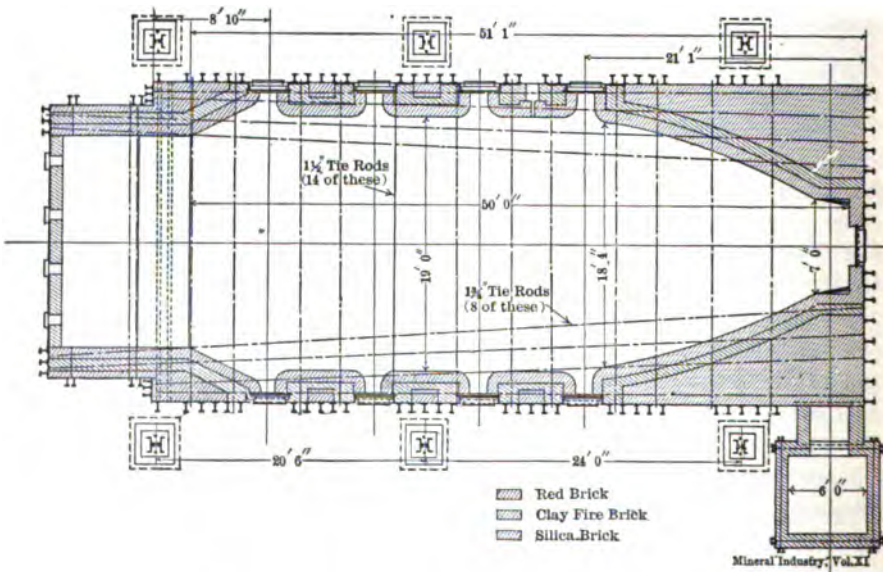 8' 10"
51' 1"
21' 1"
1½" Tie Rods
(14 of these)
50' 0"
19' 0"
18' 4"
7' 0"
Tie Rods
(8 of these)
20' 6"
24' 0"
6' 0"
Red Brick
Clay Fire Brick
Silica Brick
Mineral Industry, Vol. XI